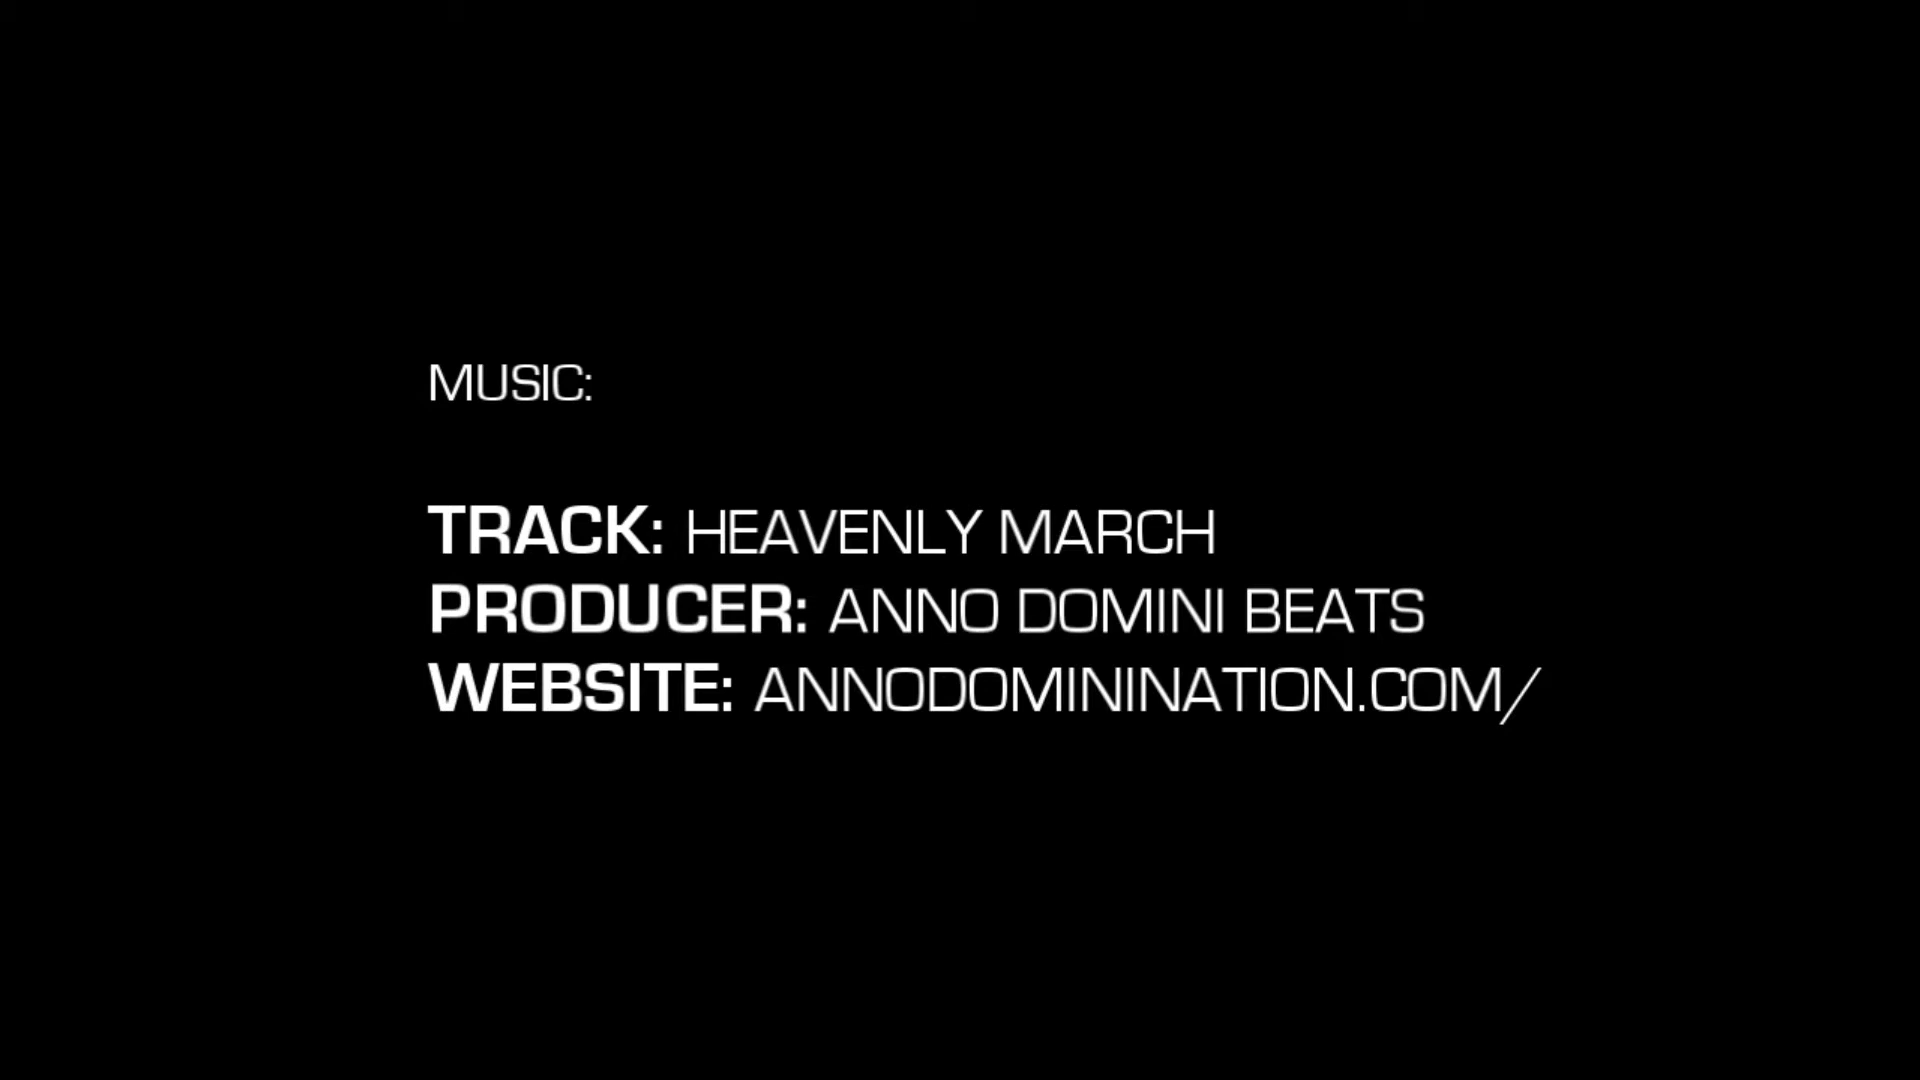 MUSIC:
TRACK: HEAVENLY MARCH
PRODUCER: ANNO DOMINI BEATS
WEBSITE: ANNODOMININATION.COM/